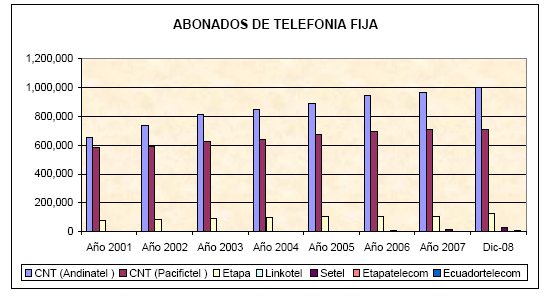 ABONADOS DE TELEFONIA FIJA
1,200,000
1,000,000
800,000
600,000
400,000
200,000
0
Año 2001 Año 2002 Año 2003 Año 2004 Año 2005 Año 2006 Año 2007 Dic-08
CNT (Andinatel ) CNT (Pacifictel ) Etapa Linkotel Setel Etapatelecom Ecuadortelecom